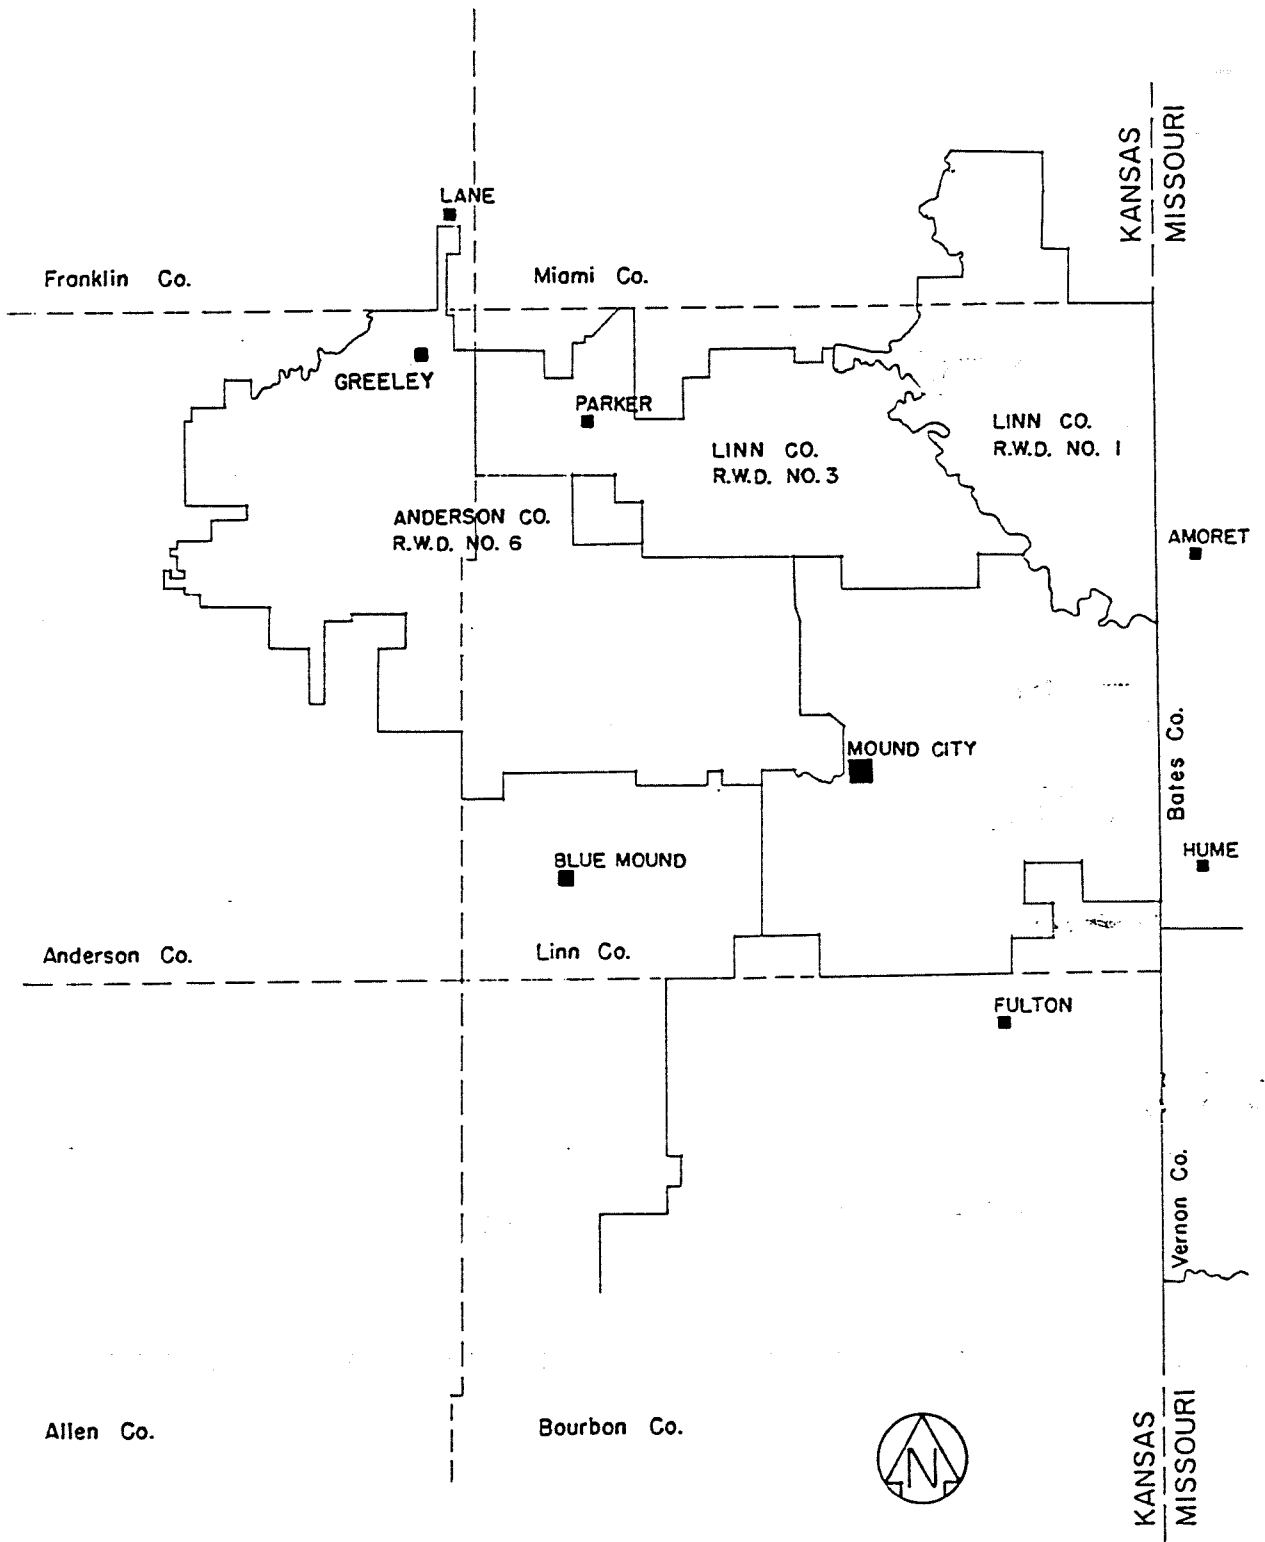 KANSAS
MISSOURI
LANE
Franklin Co.
Miami Co.
GREELEY
PARKER
LINN CO.
R.W.D. NO. 1
LINN CO.
R.W.D. NO. 3
ANDERSON CO.
R.W.D. NO. 6
AMORET
MOUND CITY
Bates Co.
BLUE MOUND
HUME
Anderson Co.
Linn Co.
FULTON
Vernon Co.
Allen Co.
Bourbon Co.
N
KANSAS
MISSOURI